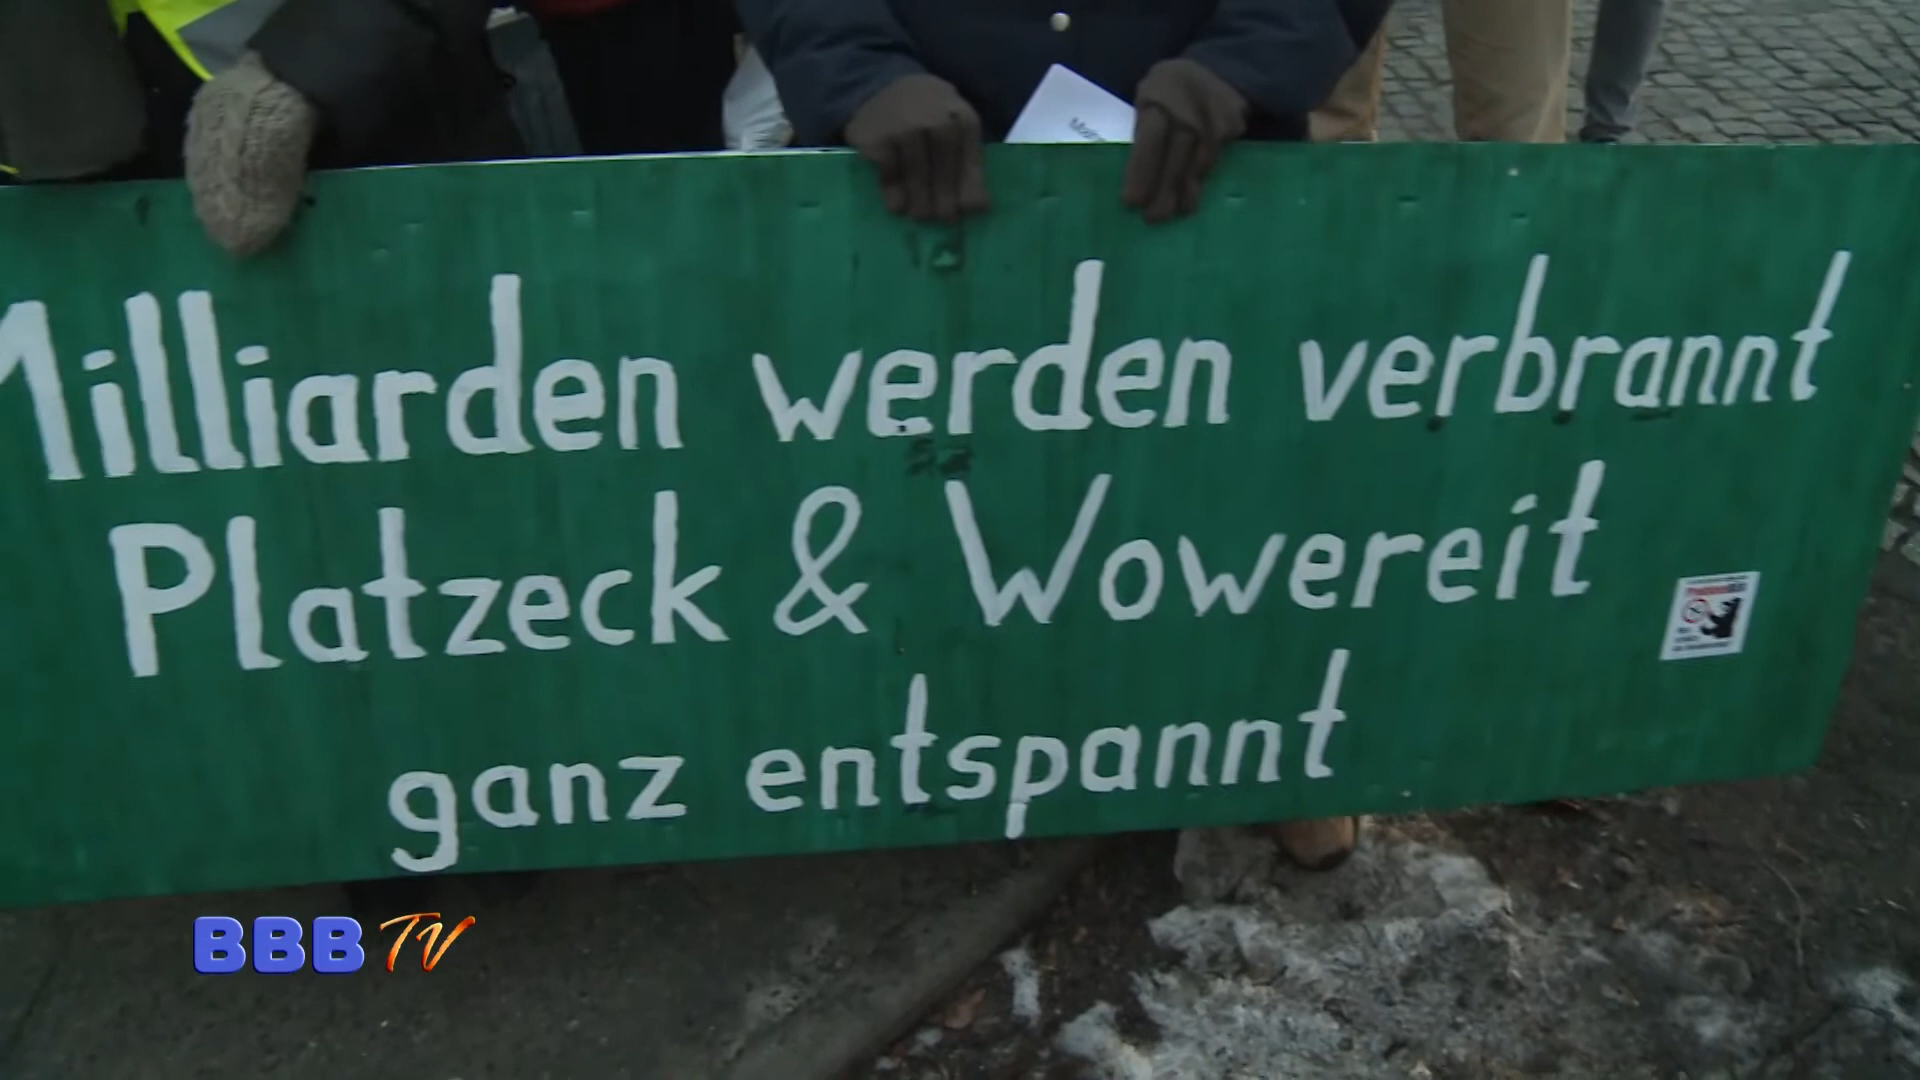 Milliarden werden verbrannt
Platzeck & Wowereit
ganz entspannt
BBB TV